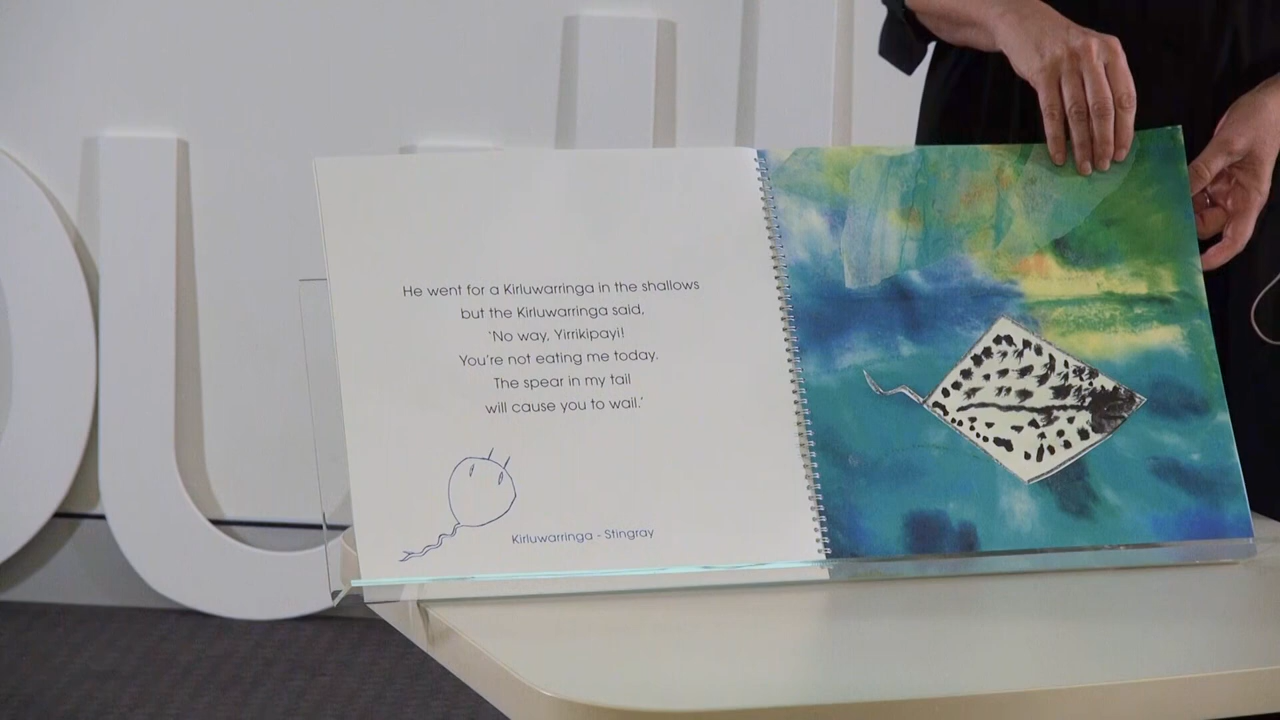 He went for a Kirluwarringa in the shallows
but the Kirluwarringa said,
'No way, Yirrikipayi!
You're not eating me today.
The spear in my tail
will cause you to wail.'
Kirluwarringa - Stingray